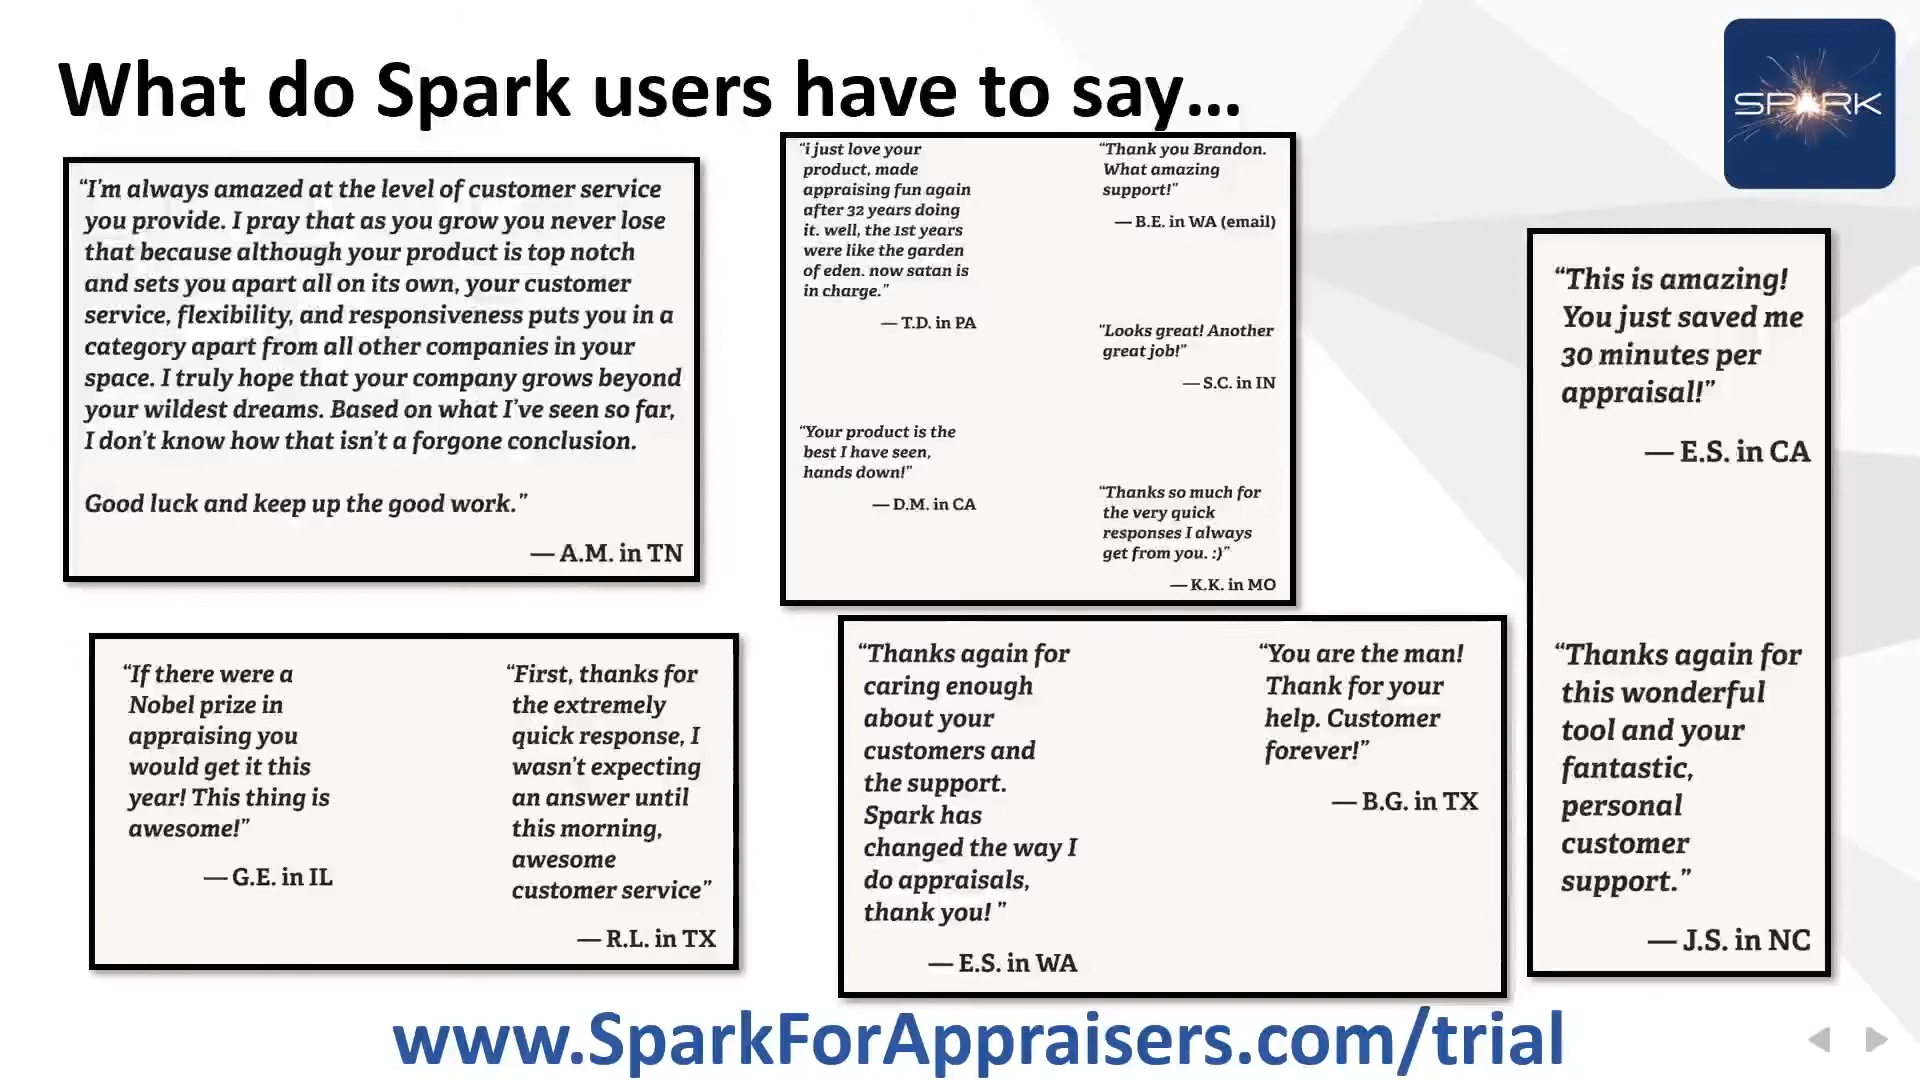 What do Spark users have to say...
SPARK
“I’m always amazed at the level of customer service
you provide. I pray that as you grow you never lose
that because although your product is top notch
and sets you apart all on its own, your customer
service, flexibility, and responsiveness puts you in a
category apart from all other companies in your
space. I truly hope that your company grows beyond
your wildest dreams. Based on what I’ve seen so far,
I don’t know how that isn’t a forgone conclusion.
Good luck and keep up the good work.”
— A.M. in TN
“i just love your
product, made
appraising fun again
after 32 years doing
it. well, the 1st years
were like the garden
of eden. now satan is
in charge.”
— T.D. in PA
“Your product is the
best I have seen,
hands down!”
— D.M. in CA
“Thank you Brandon.
What amazing
support!”
— B.E. in WA (email)
“Looks great! Another
great job!”
— S.C. in IN
“Thanks so much for
the very quick
responses I always
get from you. :)”
— K.K. in MO
“This is amazing!
You just saved me
30 minutes per
appraisal!”
— E.S. in CA
“Thanks again for
this wonderful
tool and your
fantastic,
personal
customer
support.”
— J.S. in NC
“If there were a
Nobel prize in
appraising you
would get it this
year! This thing is
awesome!”
— G.E. in IL
“First, thanks for
the extremely
quick response, I
wasn’t expecting
an answer until
this morning,
awesome
customer service”
— R.L. in TX
“Thanks again for
caring enough
about your
customers and
the support.
Spark has
changed the way I
do appraisals,
thank you! ”
— E.S. in WA
“You are the man!
Thank for your
help. Customer
forever!”
— B.G. in TX
www.SparkForAppraisers.com/trial